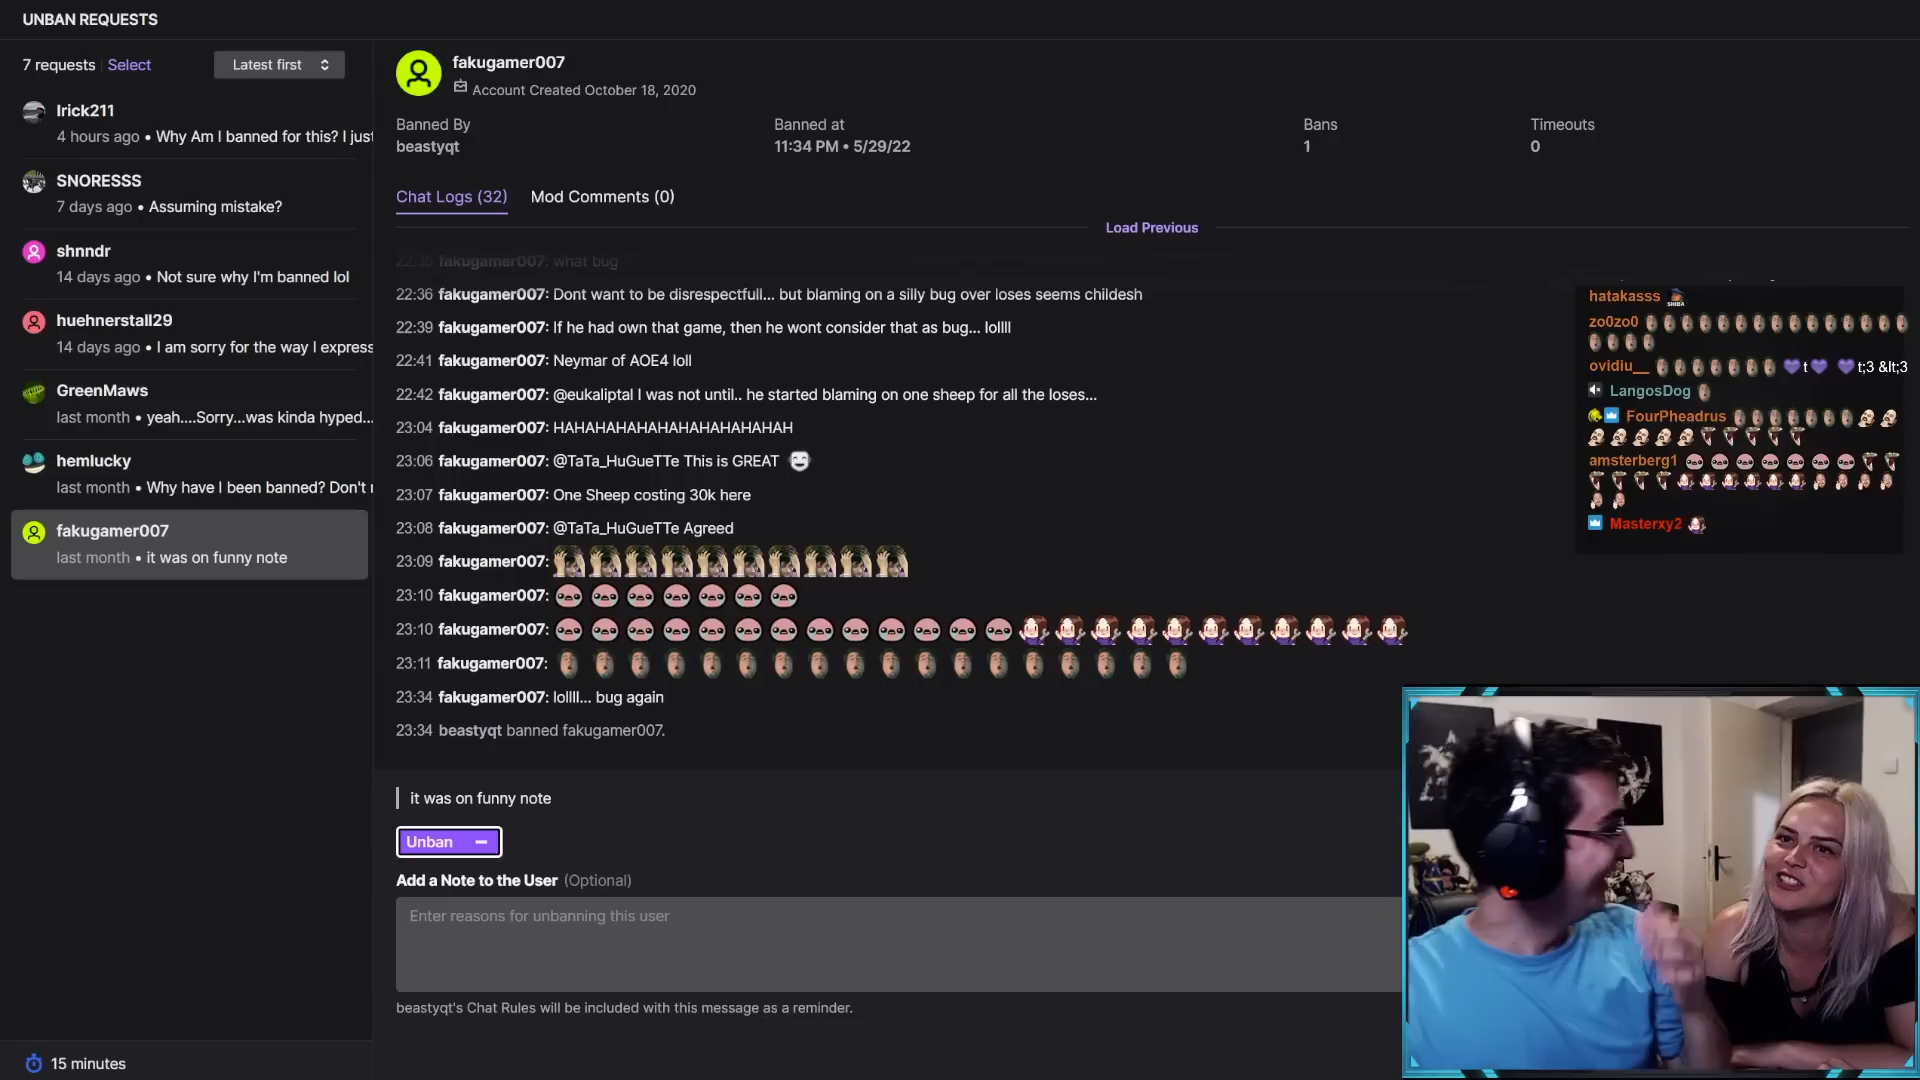 UNBAN REQUESTS
7 requests
Select
Latest first
Irick211
4 hours ago • Why Am I banned for this? I just
SNORESSS
7 days ago • Assuming mistake?
shnndr
14 days ago • Not sure why I'm banned lol
huehnerstall29
14 days ago • I am sorry for the way I express
GreenMaws
last month • yeah....Sorry...was kinda hyped...
hemlucky
last month • Why have I been banned? Don't
fakugamer007
last month • it was on funny note
15 minutes
fakugamer007
Account Created October 18, 2020
Banned By
beastyqt
Banned at
11:34 PM • 5/29/22
Bans
1
Timeouts
0
Chat Logs (32)
Mod Comments (0)
Load Previous
22:35 fakugamer007: what bug
22:36 fakugamer007: Dont want to be disrespectfull... but blaming on a silly bug over loses seems childesh
22:39 fakugamer007: If he had own that game, then he wont consider that as bug... lollll
22:41 fakugamer007: Neymar of AOE4 loll
22:42 fakugamer007: @eukaliptal I was not until.. he started blaming on one sheep for all the loses...
23:04 fakugamer007: HAHAHAHAHAHAHAHAHAHAH
23:06 fakugamer007: @TaTa_HuGueTTe This is GREAT
23:07 fakugamer007: One Sheep costing 30k here
23:08 fakugamer007: @TaTa_HuGueTTe Agreed
23:09 fakugamer007:
23:10 fakugamer007:
23:10 fakugamer007:
23:11 fakugamer007:
23:34 fakugamer007: lollll... bug again
23:34 beastyqt banned fakugamer007.
it was on funny note
Unban
Add a Note to the User (Optional)
Enter reasons for unbanning this user
beastyqt's Chat Rules will be included with this message as a reminder.
hatakasss
SHIBA
zo0zo0
ovidiu__ t t;3 &lt;3
LangosDog
FourPheadrus
amsterberg1
Masterxy2